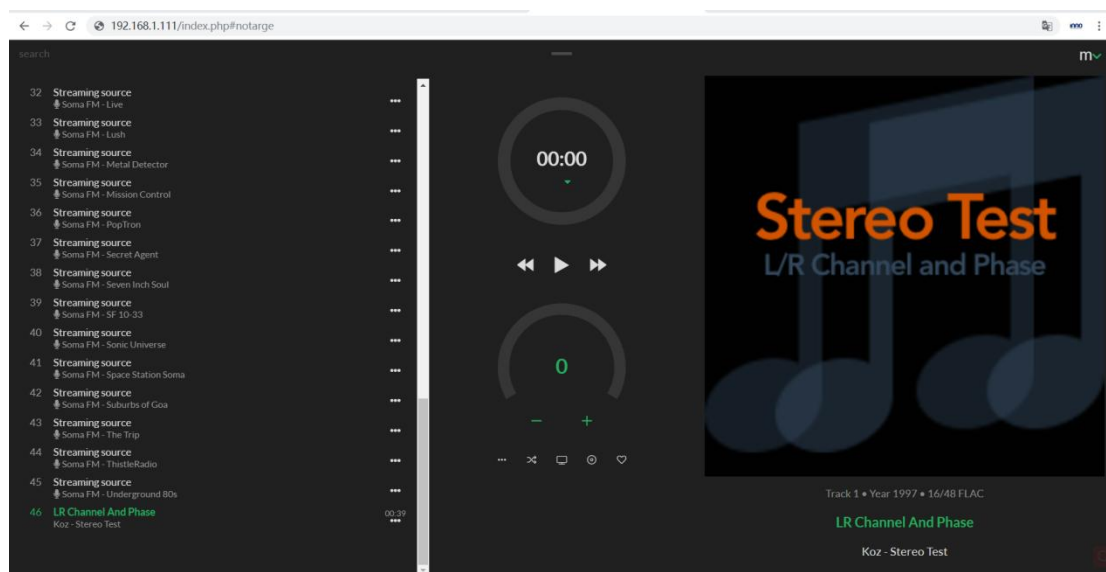 192.168.1.111/index.php#notarge
search
m
32 Streaming source
Soma FM - Live
33 Streaming source
Soma FM - Lush
34 Streaming source
Soma FM - Metal Detector
35 Streaming source
Soma FM - Mission Control
36 Streaming source
Soma FM - PopTron
37 Streaming source
Soma FM - Secret Agent
38 Streaming source
Soma FM - Seven Inch Soul
39 Streaming source
Soma FM - SF 10-33
40 Streaming source
Soma FM - Sonic Universe
41 Streaming source
Soma FM - Space Station Soma
42 Streaming source
Soma FM - Suburbs of Goa
43 Streaming source
Soma FM - The Trip
44 Streaming source
Soma FM - ThistleRadio
45 Streaming source
Soma FM - Underground 80s
46 LR Channel And Phase 00:39
Koz - Stereo Test
00:00
0
Stereo Test
L/R Channel and Phase
Track 1 • Year 1997 • 16/48 FLAC
LR Channel And Phase
Koz - Stereo Test